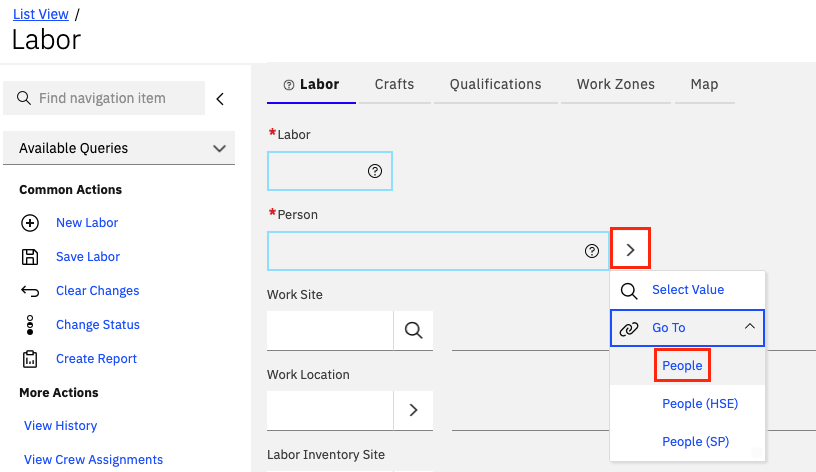 List View /
Labor
Find navigation item
Available Queries
Common Actions
New Labor
Save Labor
Clear Changes
Change Status
Create Report
More Actions
View History
View Crew Assignments
Labor Crafts Qualifications Work Zones Map
*Labor
*Person
Work Site
Work Location
Labor Inventory Site
Select Value
Go To
People
People (HSE)
People (SP)